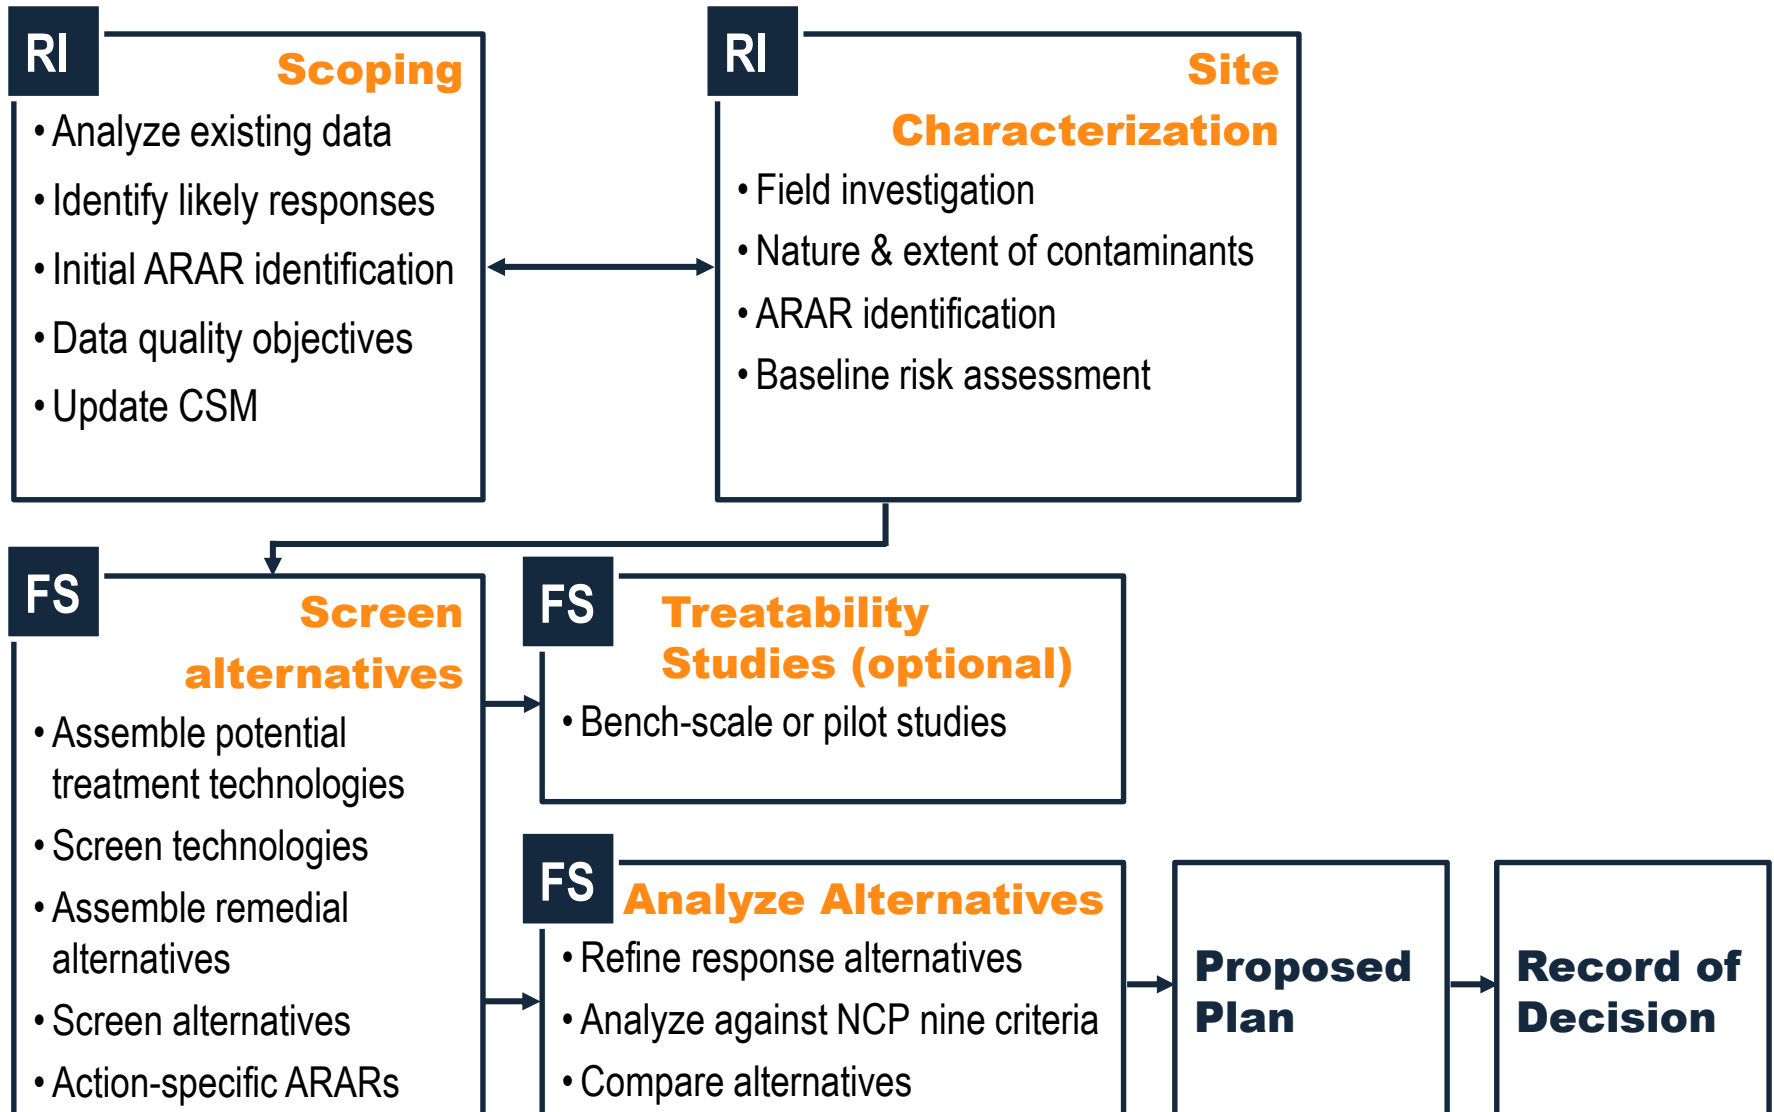 RI
Scoping
• Analyze existing data
• Identify likely responses
• Initial ARAR identification
• Data quality objectives
• Update CSM
RI
Site
Characterization
• Field investigation
• Nature & extent of contaminants
• ARAR identification
• Baseline risk assessment
FS
Screen
alternatives
• Assemble potential
treatment technologies
• Screen technologies
• Assemble remedial
alternatives
• Screen alternatives
• Action-specific ARARs
FS
Treatability
Studies (optional)
• Bench-scale or pilot studies
FS
Analyze Alternatives
• Refine response alternatives
• Analyze against NCP nine criteria
• Compare alternatives
Proposed
Plan
Record of
Decision